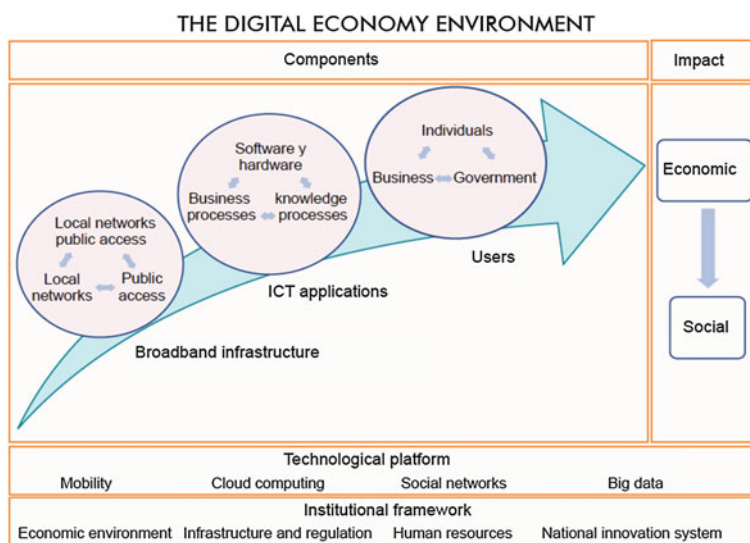 THE DIGITAL ECONOMY ENVIRONMENT
Components
Impact
Local networks
public access
Local
networks
Public
access
Broadband infrastructure
Software y
hardware
Business
processes
knowledge
processes
ICT applications
Individuals
Business
Government
Users
Economic
Social
Technological platform
Mobility
Cloud computing
Social networks
Big data
Institutional framework
Economic environment
Infrastructure and regulation
Human resources
National innovation system